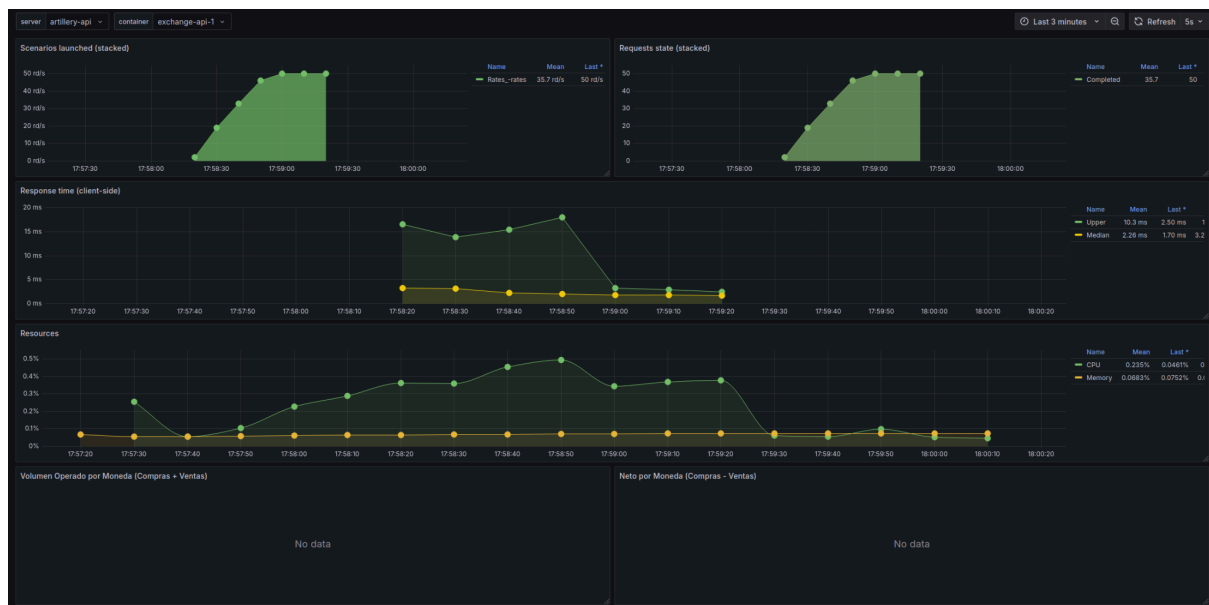 server artillery-api container exchange-api-1 Last 3 minutes Refresh 5s
Scenarios launched (stacked)
50 rd/s
40 rd/s
30 rd/s
20 rd/s
10 rd/s
0 rd/s
17:57:30 17:58:00 17:58:30 17:59:00 17:59:30 18:00:00
Name Mean Last *
Rates_-rates 35.7 rd/s 50 rd/s
Requests state (stacked)
50
40
30
20
10
0
17:57:30 17:58:00 17:58:30 17:59:00 17:59:30 18:00:00
Name Mean Last *
Completed 35.7 50
Response time (client-side)
20 ms
15 ms
10 ms
5 ms
0 ms
17:57:20 17:57:30 17:57:40 17:57:50 17:58:00 17:58:10 17:58:20 17:58:30 17:58:40 17:58:50 17:59:00 17:59:10 17:59:20 17:59:30 17:59:40 17:59:50 18:00:00 18:00:10 18:00:20
Name Mean Last *
Upper 10.3 ms 2.50 ms 1
Median 2.26 ms 1.70 ms 3.2
Resources
0.5%
0.4%
0.3%
0.2%
0.1%
0%
17:57:20 17:57:30 17:57:40 17:57:50 17:58:00 17:58:10 17:58:20 17:58:30 17:58:40 17:58:50 17:59:00 17:59:10 17:59:20 17:59:30 17:59:40 17:59:50 18:00:00 18:00:10 18:00:20
Name Mean Last *
CPU 0.235% 0.0461% 0
Memory 0.0683% 0.0752% 0.
Volumen Operado por Moneda (Compras + Ventas)
No data
Neto por Moneda (Compras - Ventas)
No data